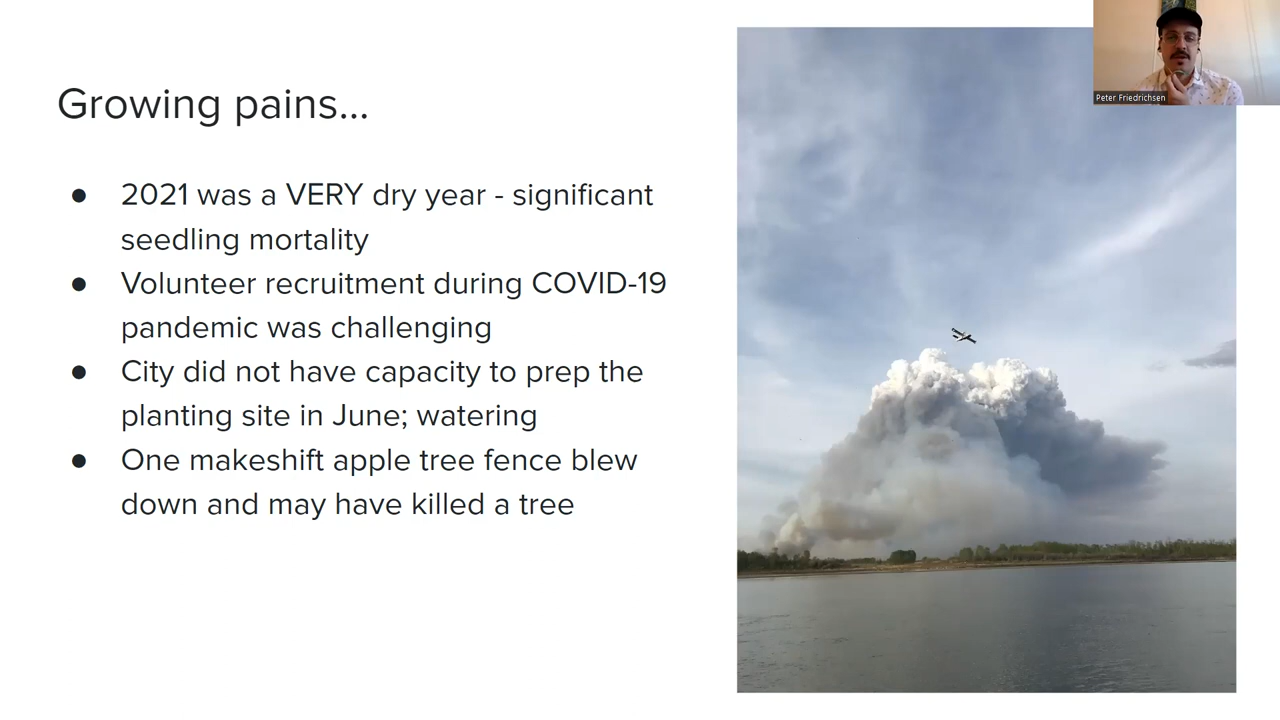 Growing pains...
● 2021 was a VERY dry year - significant
seedling mortality
● Volunteer recruitment during COVID-19
pandemic was challenging
● City did not have capacity to prep the
planting site in June; watering
● One makeshift apple tree fence blew
down and may have killed a tree
Peter Friedrichsen